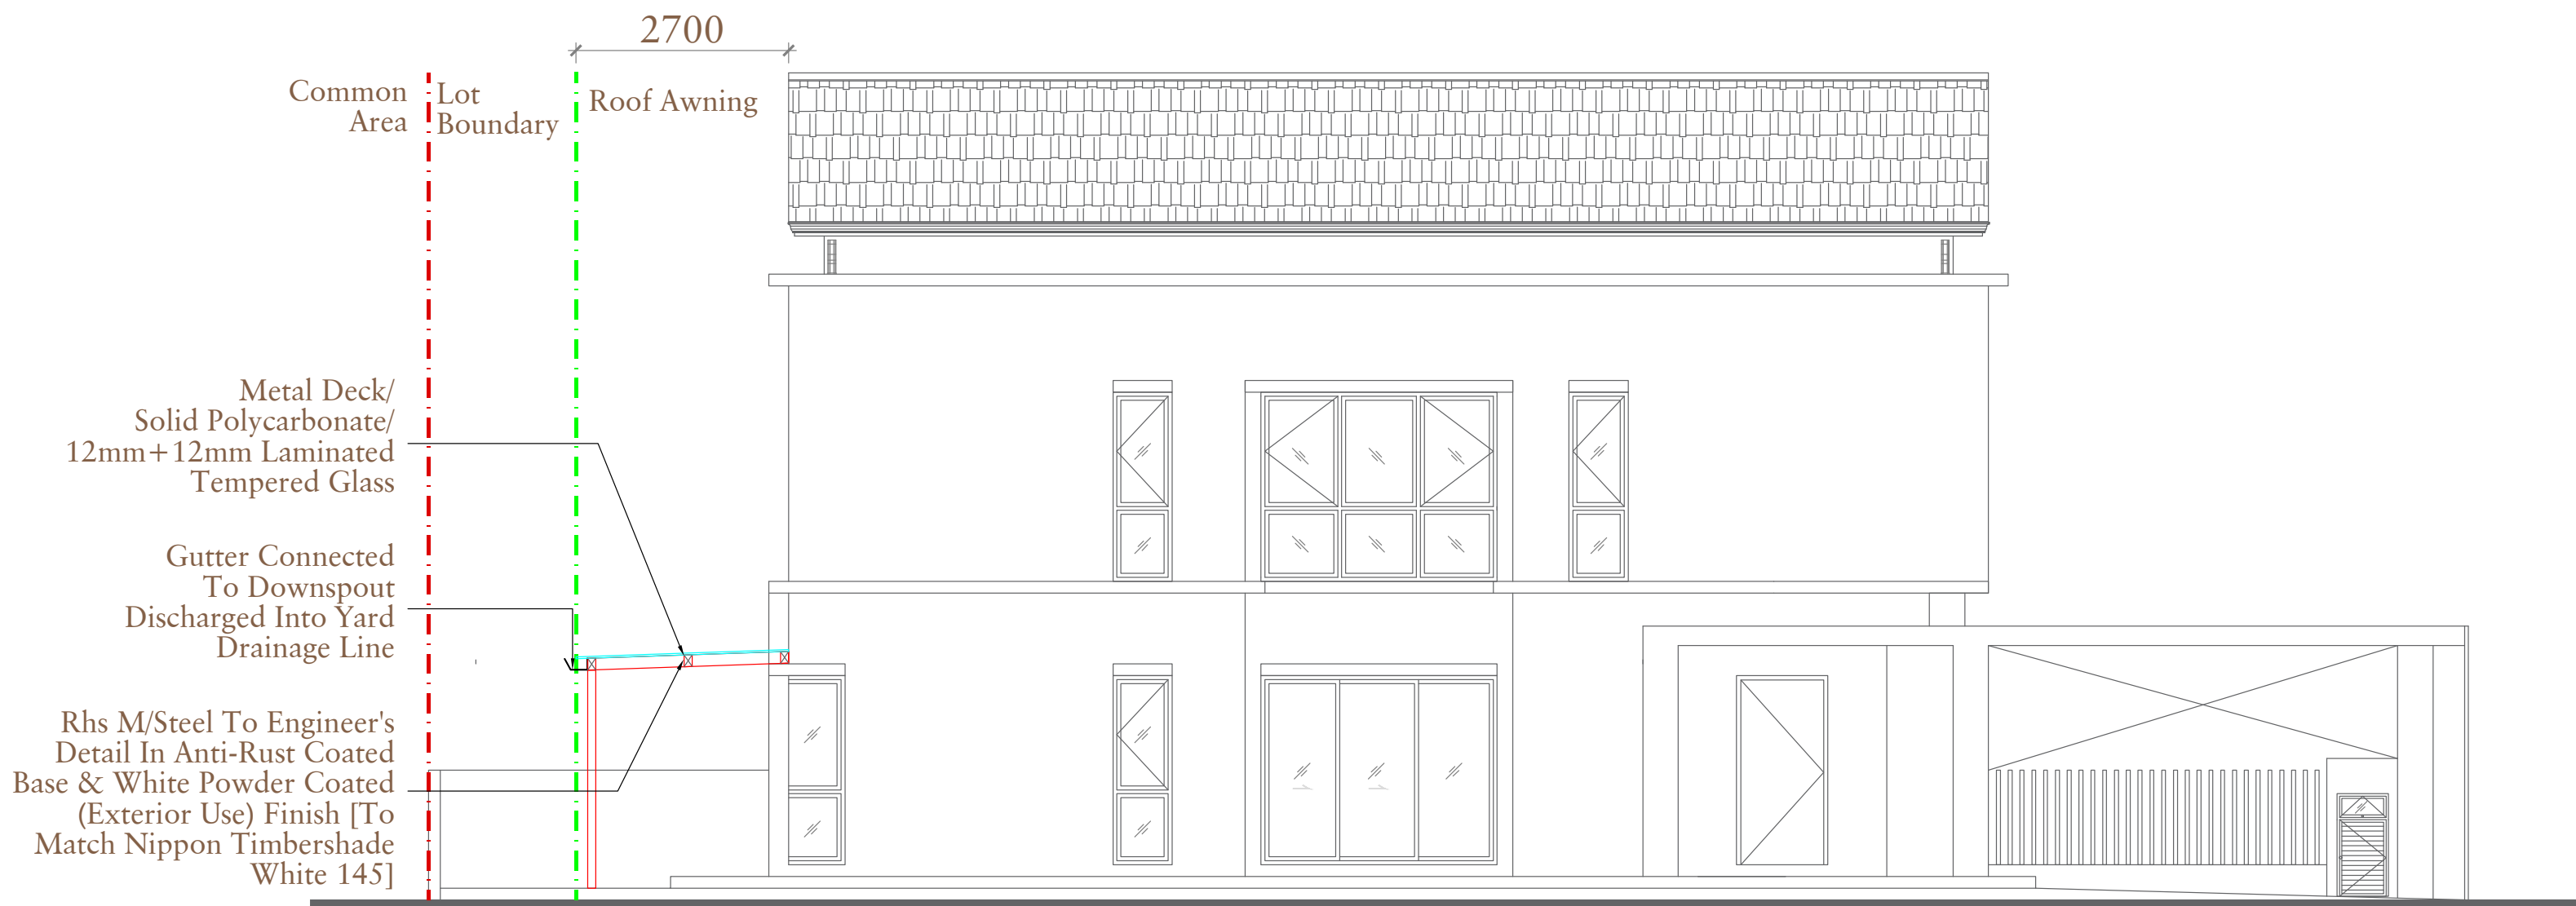 2700
Common
Area
Lot
Boundary
Roof Awning
Metal Deck/
Solid Polycarbonate/
12mm+12mm Laminated
Tempered Glass
Gutter Connected
To Downspout
Discharged Into Yard
Drainage Line
Rhs M/Steel To Engineer's
Detail In Anti-Rust Coated
Base & White Powder Coated
(Exterior Use) Finish [To
Match Nippon Timbershade
White 145]